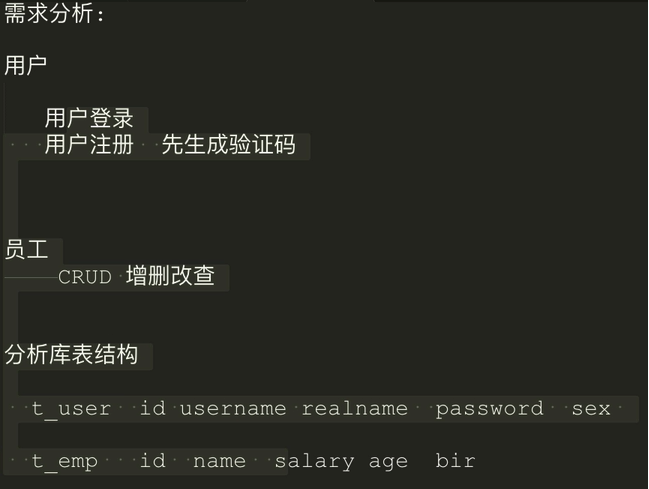 需求分析:
用户
用户登录
用户注册 先生成验证码
员工
CRUD 增删改查
分析库表结构
t_user id username realname password sex
t_emp id name salary age bir